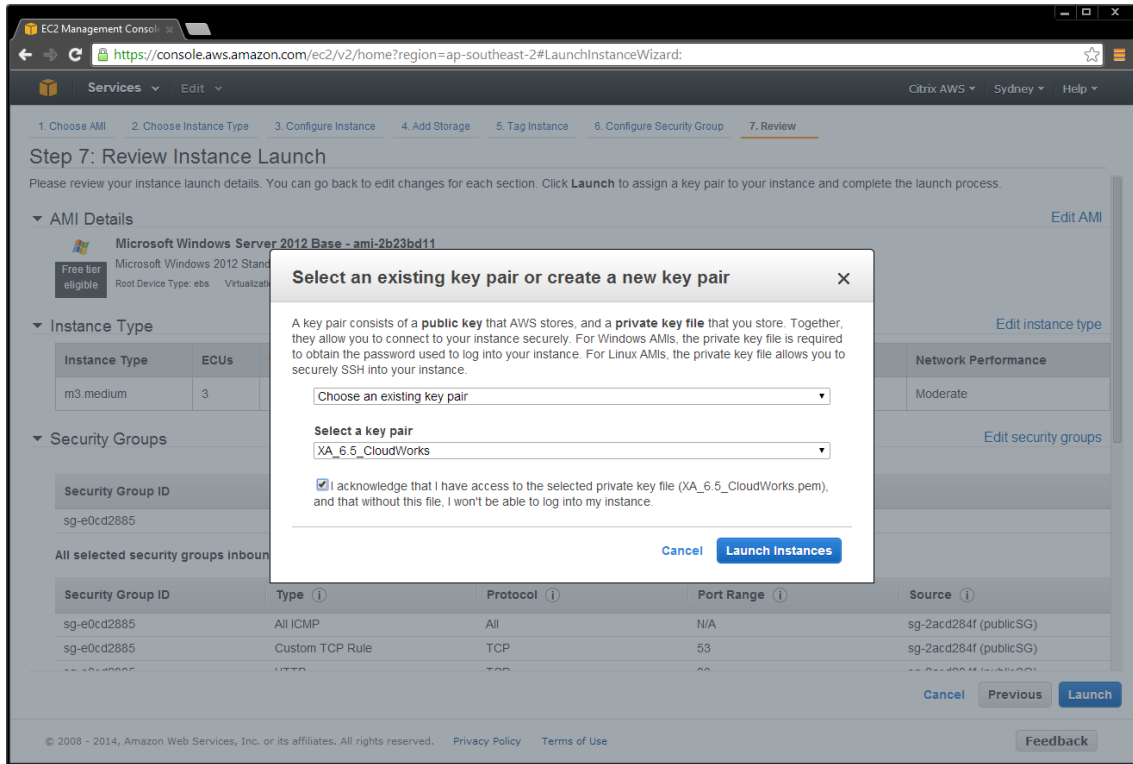 EC2 Management Consol
https://console.aws.amazon.com/ec2/v2/home?region=ap-southeast-2#LaunchInstanceWizard:
Services Edit Citrix AWS Sydney Help
1. Choose AMI 2. Choose Instance Type 3. Configure Instance 4. Add Storage 5. Tag Instance 6. Configure Security Group 7. Review
Step 7: Review Instance Launch
Please review your instance launch details. You can go back to edit changes for each section. Click Launch to assign a key pair to your instance and complete the launch process.
AMI Details Edit AMI
Microsoft Windows Server 2012 Base - ami-2b23bd11
Free tier eligible
Microsoft Windows 2012 Stand
Root Device Type: ebs Virtualizati
Select an existing key pair or create a new key pair
A key pair consists of a public key that AWS stores, and a private key file that you store. Together,
they allow you to connect to your instance securely. For Windows AMIs, the private key file is required
to obtain the password used to log into your instance. For Linux AMIs, the private key file allows you to
securely SSH into your instance.
Choose an existing key pair
Select a key pair
XA_6.5_CloudWorks
I acknowledge that I have access to the selected private key file (XA_6.5_CloudWorks.pem),
and that without this file, I won't be able to log into my instance.
Cancel Launch Instances
Instance Type Edit instance type
Instance Type ECUs Network Performance
m3.medium 3 Moderate
Security Groups Edit security groups
Security Group ID
sg-e0cd2885
All selected security groups inboun
Security Group ID Type Protocol Port Range Source
sg-e0cd2885 All ICMP All N/A sg-2acd284f (publicSG)
sg-e0cd2885 Custom TCP Rule TCP 53 sg-2acd284f (publicSG)
Cancel Previous Launch
© 2008 - 2014, Amazon Web Services, Inc. or its affiliates. All rights reserved. Privacy Policy Terms of Use Feedback